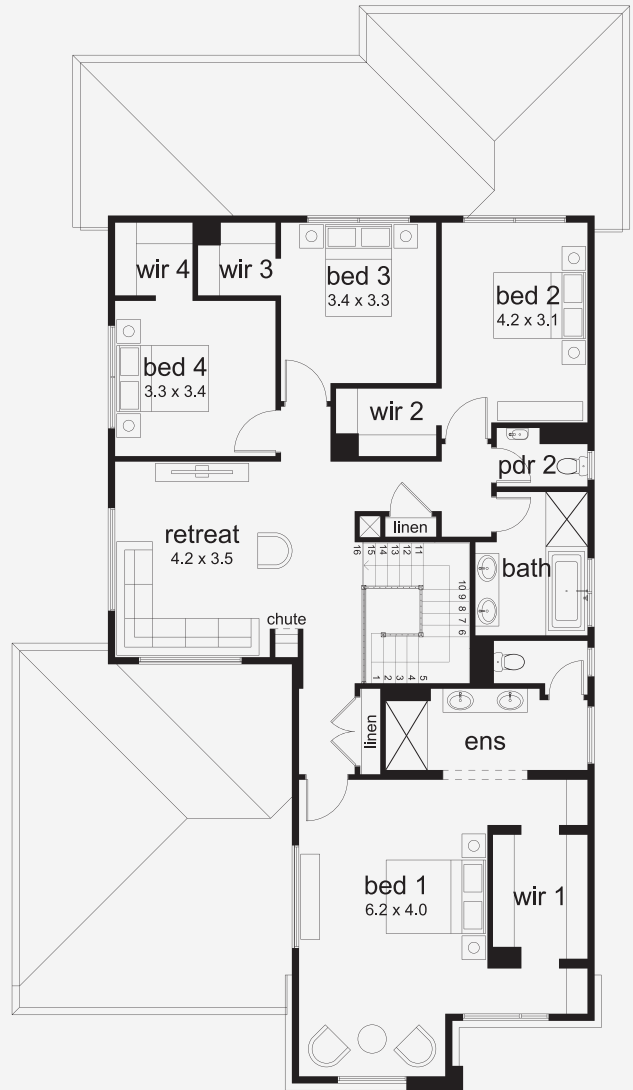 wir 4
wir 3
bed 3
3.4 x 3.3
bed 2
4.2 x 3.1
bed 4
3.3 x 3.4
wir 2
pdr 2
retreat
4.2 x 3.5
linen
bath
16
15
14
13
12
11
10
9
8
7
6
5
4
3
2
1
chute
linen
ens
bed 1
6.2 x 4.0
wir 1